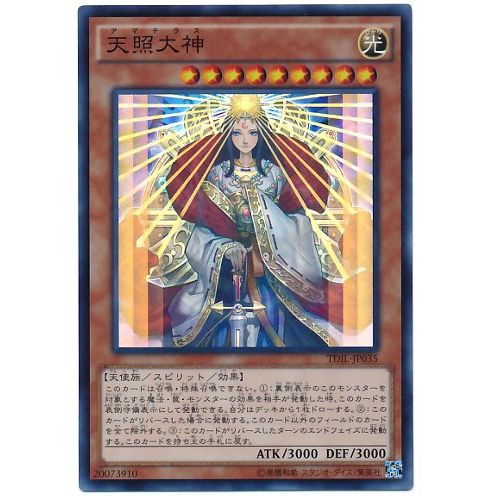 アマテラス
天照大神
ひかり
光
TDIL-JP035
【天使族／スピリット／効果】
このカードは召喚・特殊召喚できない。①：裏側表示のこのモンスター
を対象とする魔法・罠・モンスターの効果を相手が発動した時、このカードを
表側守備表示にして発動できる。自分はデッキから1枚ドローする。②：こ
のカードがリバースした場合に発動する。このカード以外のフィールドのカード
を全て除外する。③：このカードがリバースしたターンのエンドフェイズに発動す
る。このカードを持ち主の手札に戻す。
ATK/3000 DEF/3000
20073910
©高橋和希 スタジオ・ダイス/集英社